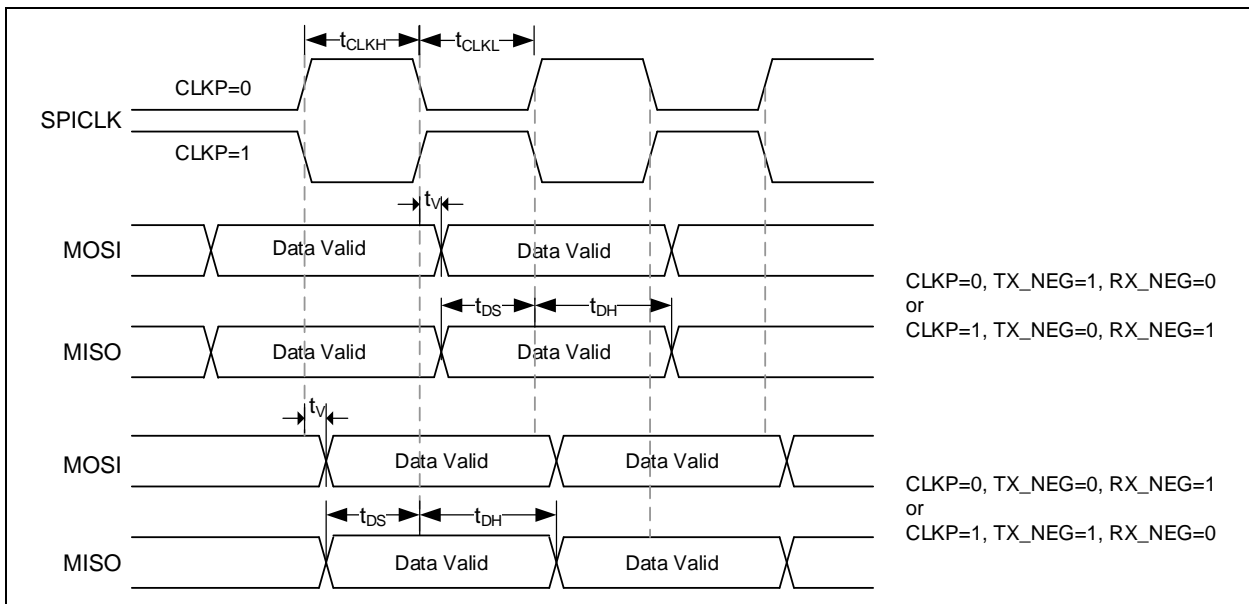 tCLKH tCLKL
CLKP=0
SPICLK
CLKP=1
tV
MOSI Data Valid Data Valid
CLKP=0, TX_NEG=1, RX_NEG=0
or
CLKP=1, TX_NEG=0, RX_NEG=1
tDS tDH
MISO Data Valid Data Valid
tV
MOSI Data Valid Data Valid
CLKP=0, TX_NEG=0, RX_NEG=1
or
CLKP=1, TX_NEG=1, RX_NEG=0
tDS tDH
MISO Data Valid Data Valid